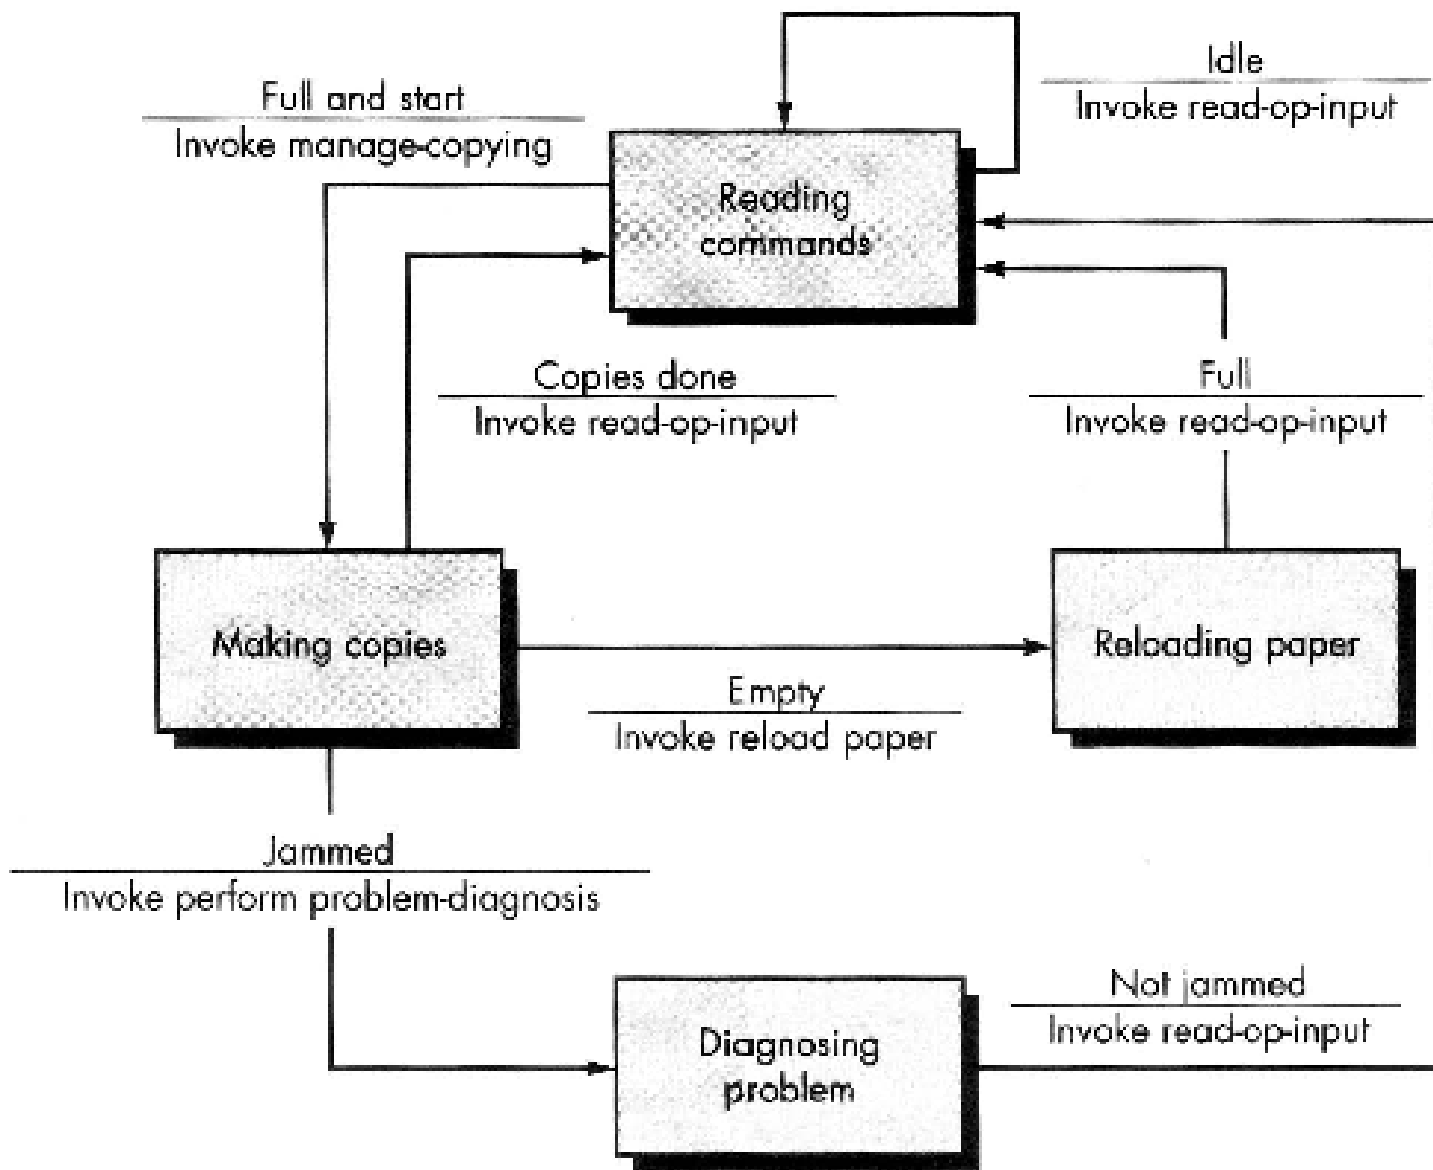 Idle
Invoke read-op-input
Full and start
Invoke manage-copying
Reading
commands
Copies done
Invoke read-op-input
Full
Invoke read-op-input
Making copies
Reloading paper
Empty
Invoke reload paper
Jammed
Invoke perform problem-diagnosis
Not jammed
Invoke read-op-input
Diagnosing
problem